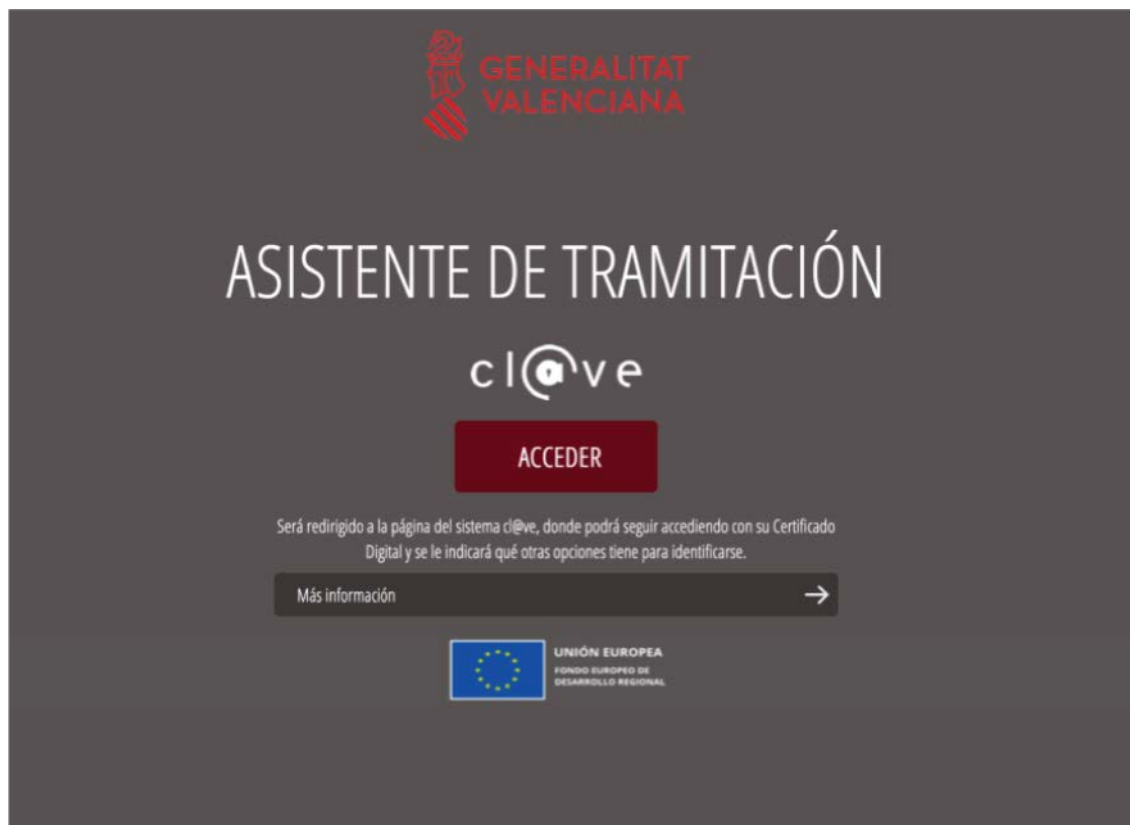 GENERALITAT
VALENCIANA
ASISTENTE DE TRAMITACIÓN
cl@ve
ACCEDER
Será redirigido a la página del sistema cl@ve, donde podrá seguir accediendo con su Certificado
Digital y se le indicará qué otras opciones tiene para identificarse.
Más información
UNIÓN EUROPEA
FONDO EUROPEO DE
DESARROLLO REGIONAL